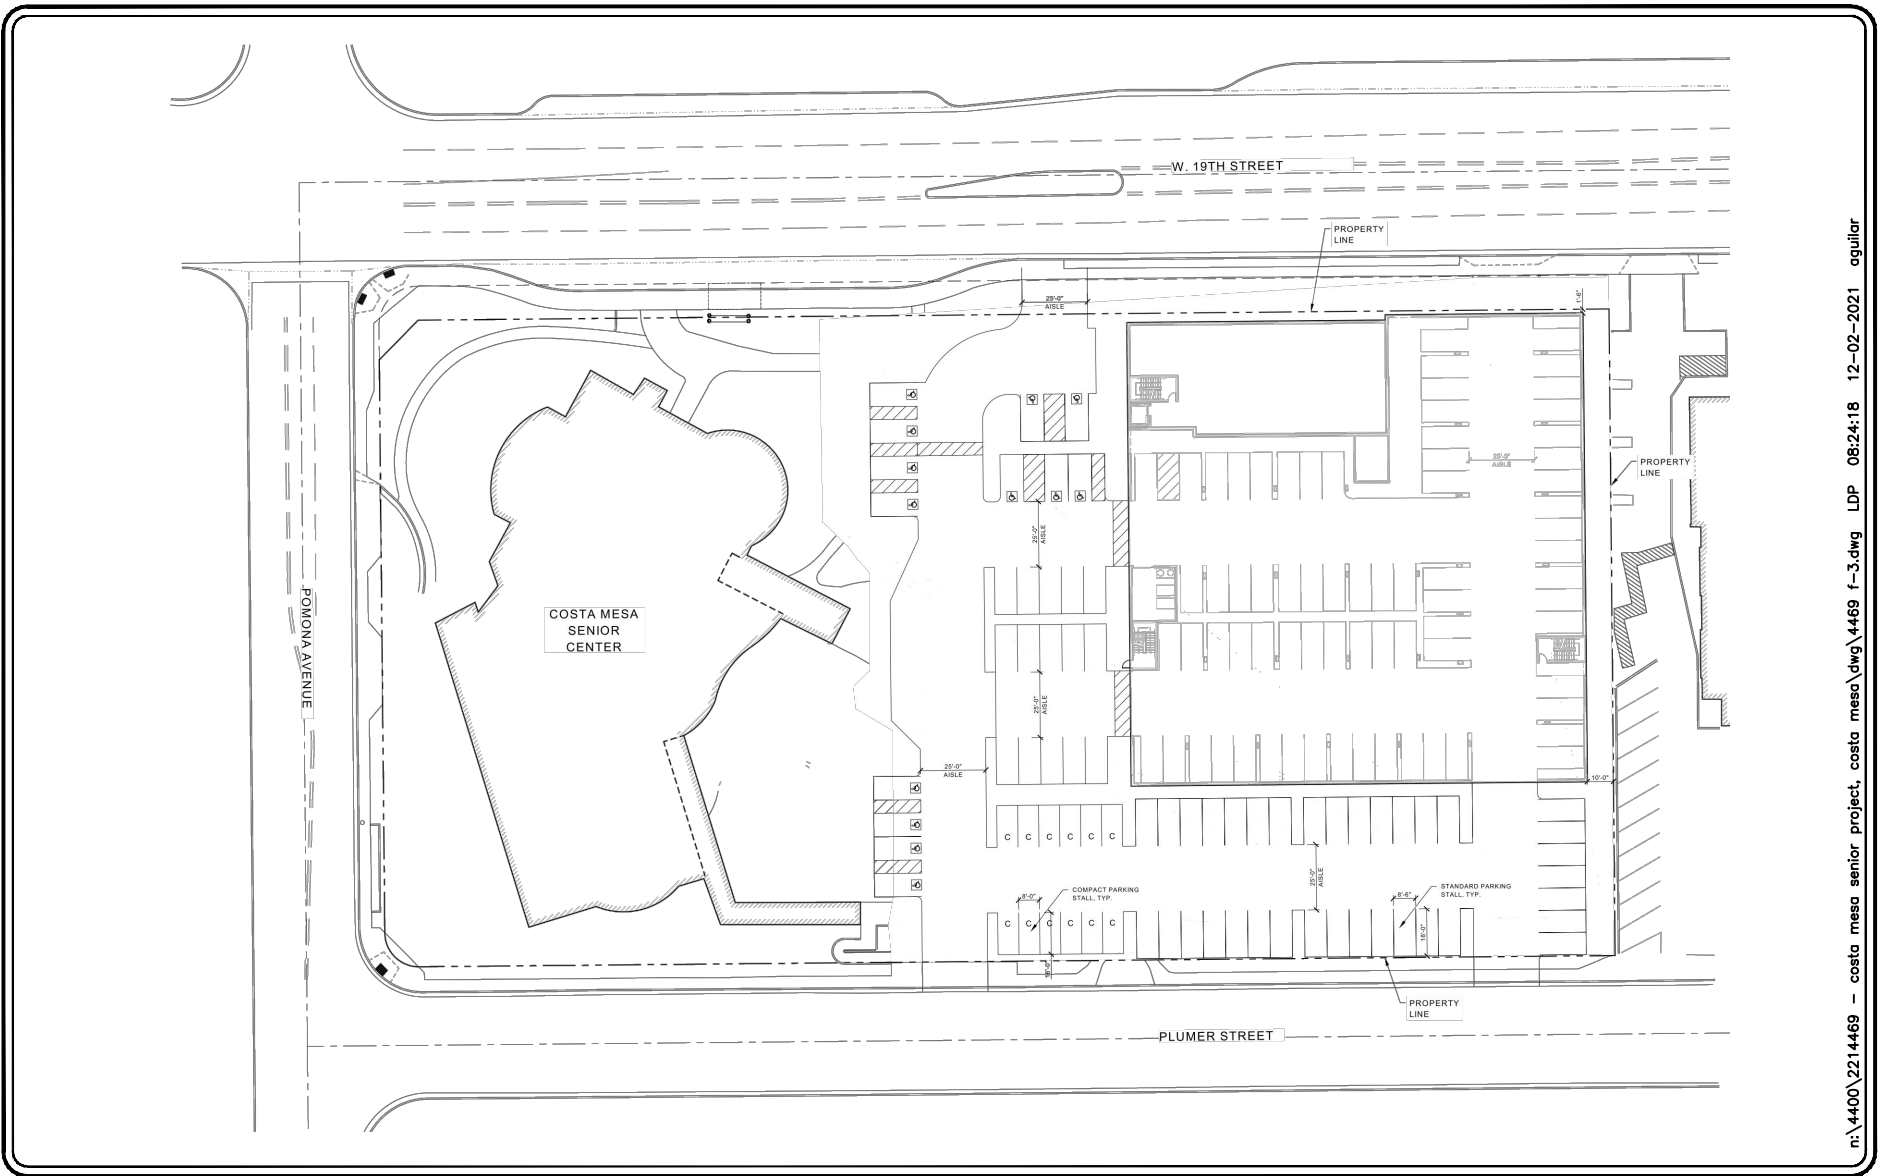 W. 19TH STREET
PROPERTY
LINE
25'-0"
AISLE
1'-6"
25'-0"
AISLE
PROPERTY
LINE
25'-0"
AISLE
POMONA AVENUE
COSTA MESA
SENIOR
CENTER
25'-0"
AISLE
25'-0"
AISLE
10'-0"
C C C C C C
25'-0"
AISLE
COMPACT PARKING
STALL, TYP.
8'-0"
STANDARD PARKING
STALL, TYP.
8'-6"
C C C C C C
18'-0"
16'-0"
PROPERTY
LINE
PLUMER STREET
n:\4400\2214469 - costa mesa senior project, costa mesa\dwg\4469 f-3.dwg LDP 08:24:18 12-02-2021 aguilar